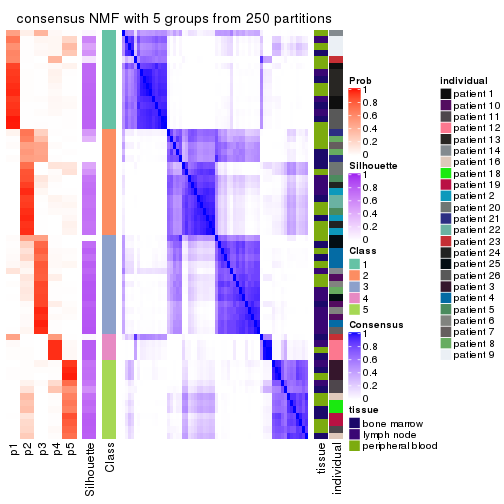 consensus NMF with 5 groups from 250 partitions
Prob
1
0.8
0.6
0.4
0.2
0
Silhouette
1
0.8
0.6
0.4
0.2
0
Class
1
2
3
4
5
Consensus
1
0.8
0.6
0.4
0.2
0
tissue
bone marrow
lymph node
peripheral blood
individual
patient 1
patient 10
patient 11
patient 12
patient 13
patient 14
patient 16
patient 18
patient 19
patient 2
patient 20
patient 21
patient 22
patient 23
patient 24
patient 25
patient 26
patient 3
patient 4
patient 5
patient 6
patient 7
patient 8
patient 9
p1
p2
p3
p4
p5
Silhouette
Class
tissue
individual